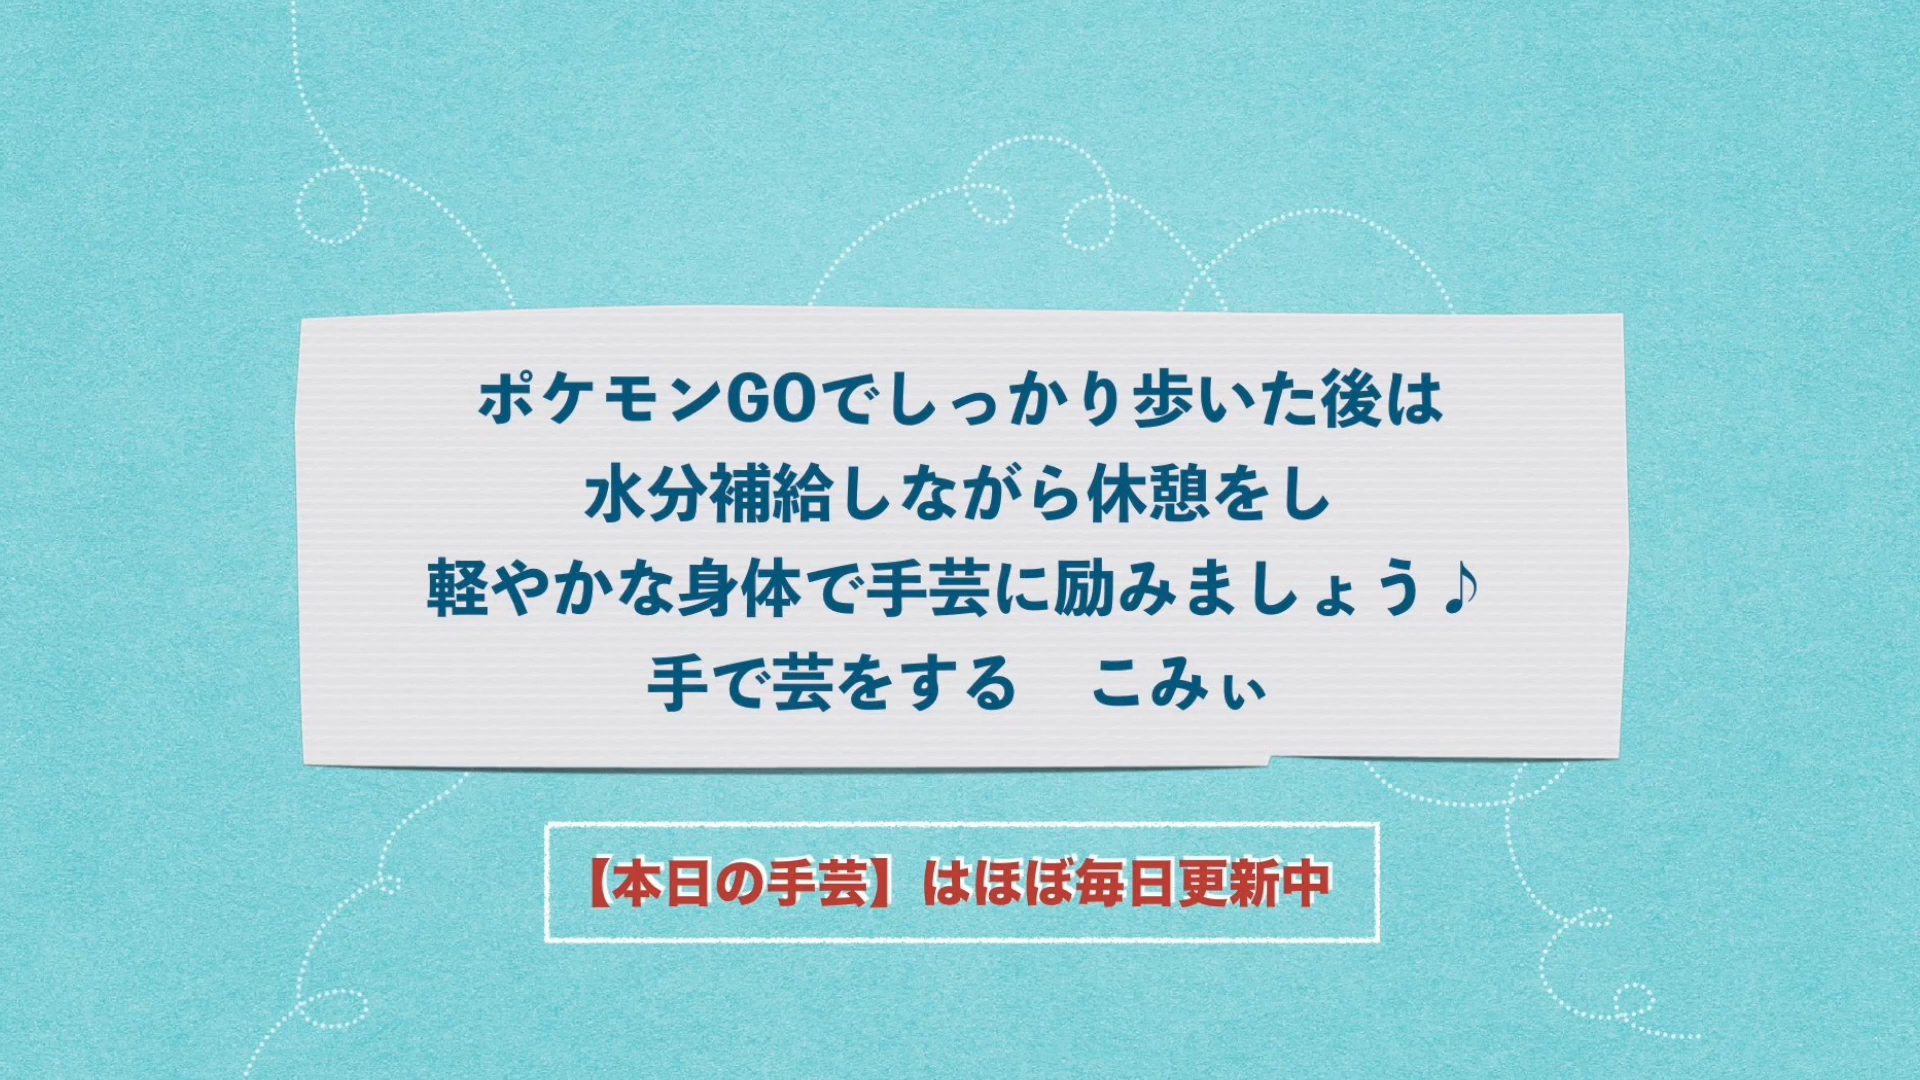 ポケモンGOでしっかり歩いた後は
水分補給しながら休憩をし
軽やかな身体で手芸に励みましょう♪
手で芸をする　こみぃ
【本日の手芸】はほぼ毎日更新中